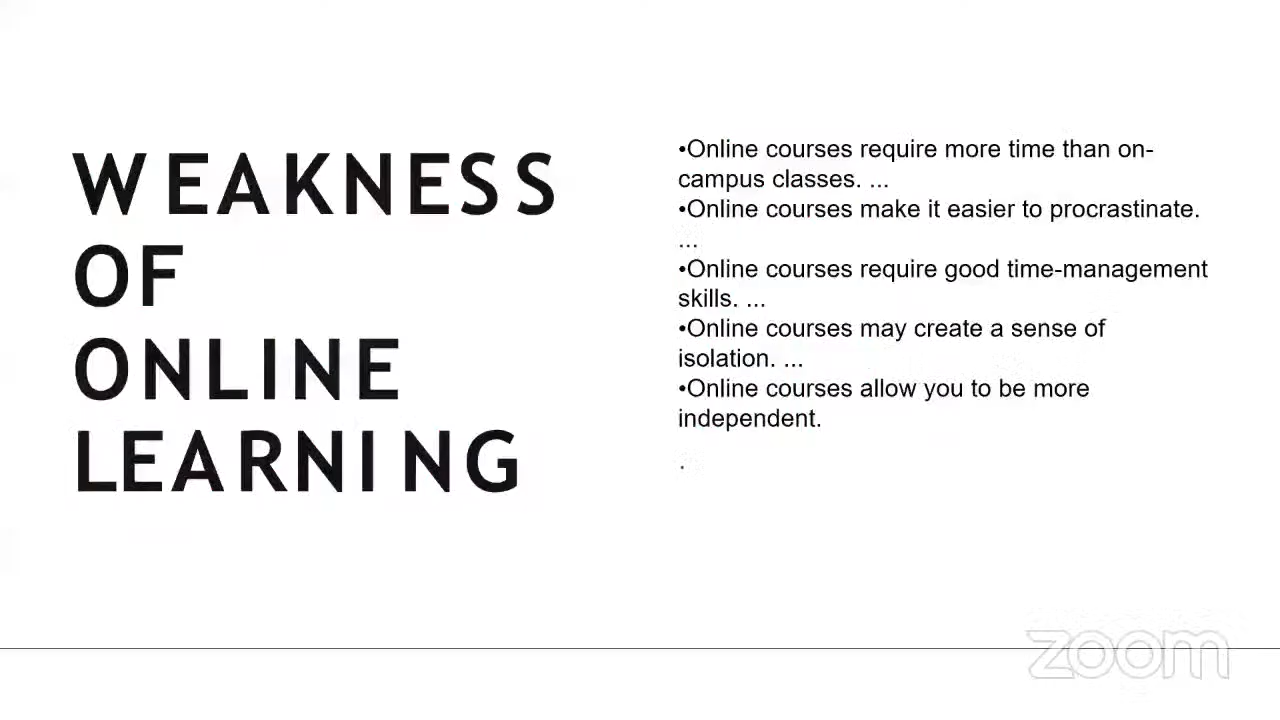 WEAKNESS
OF
ONLINE
LEARNING
•Online courses require more time than on-
campus classes. ...
•Online courses make it easier to procrastinate.
...
•Online courses require good time-management
skills. ...
•Online courses may create a sense of
isolation. ...
•Online courses allow you to be more
independent.
.
zoom